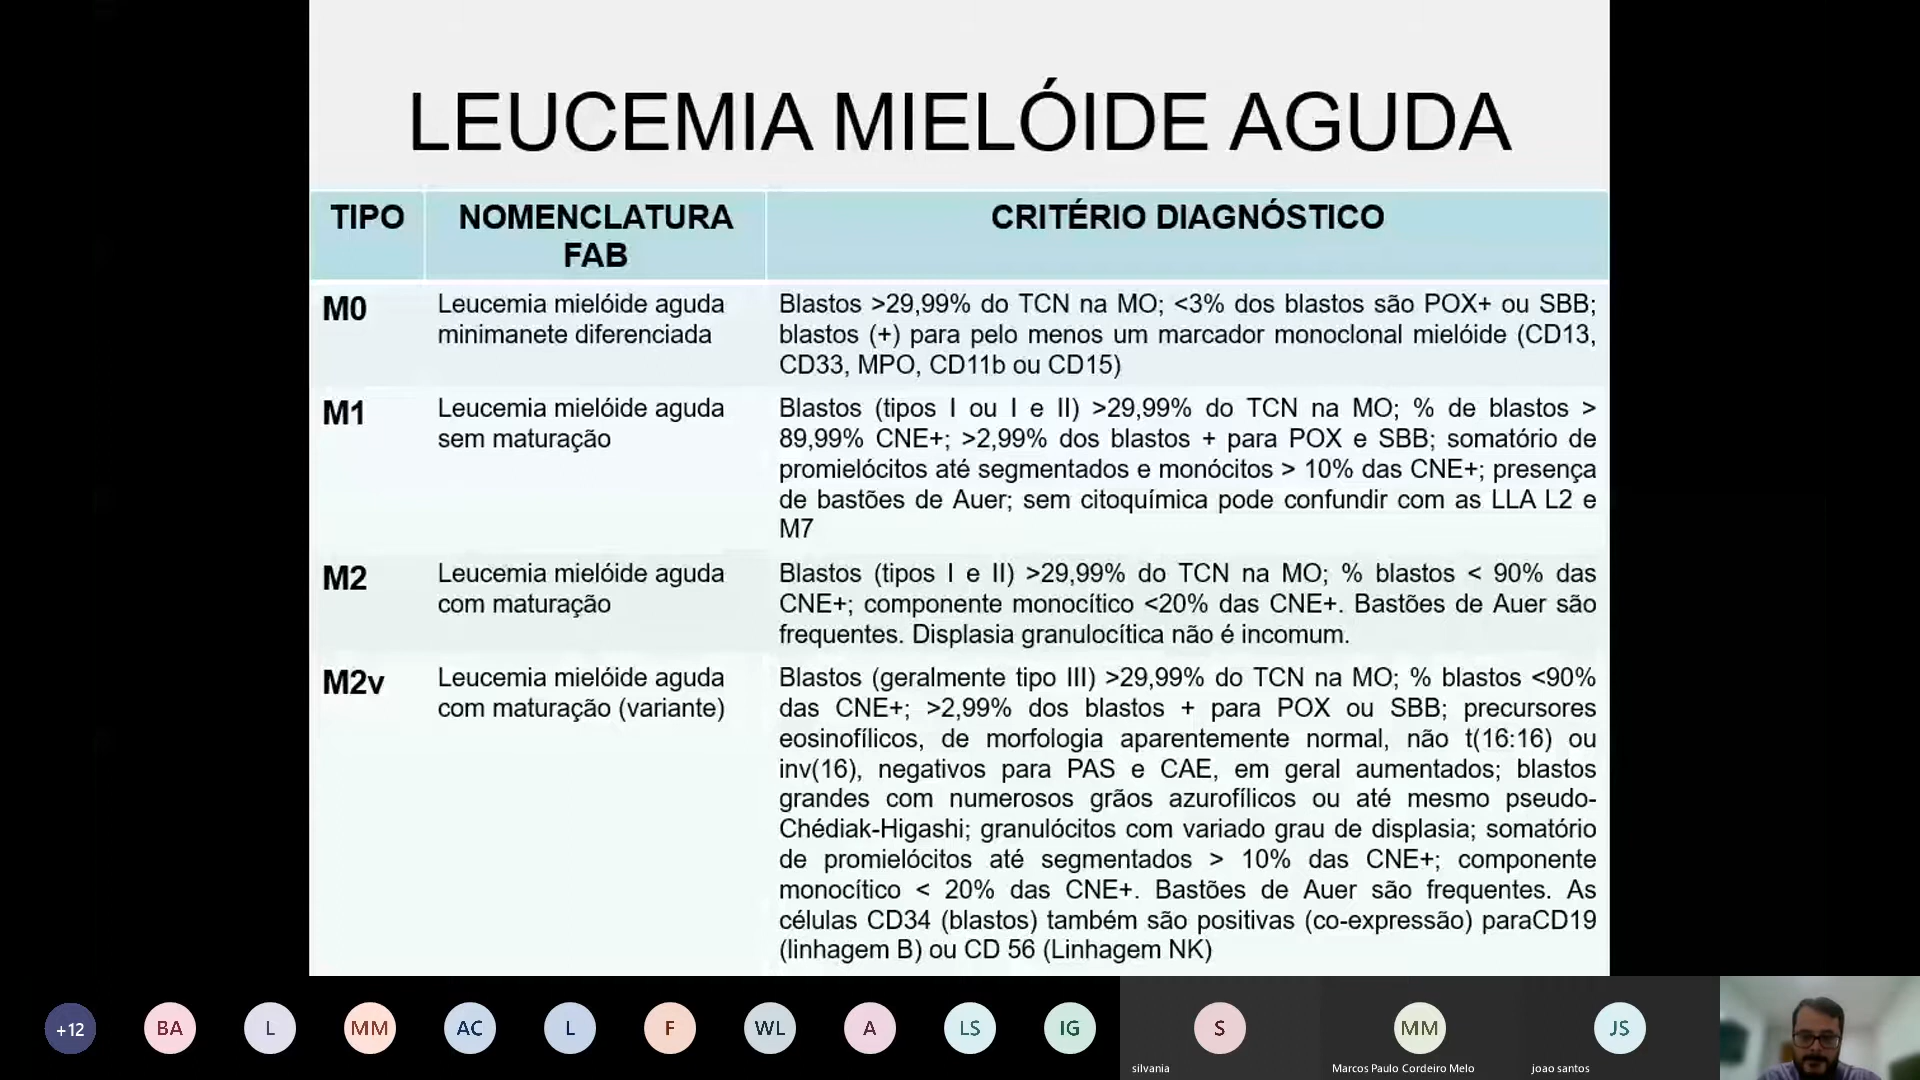 LEUCEMIA MIELÓIDE AGUDA
TIPO
NOMENCLATURA
FAB
CRITÉRIO DIAGNÓSTICO
M0
Leucemia mielóide aguda
minimanete diferenciada
Blastos >29,99% do TCN na MO; <3% dos blastos são POX+ ou SBB;
blastos (+) para pelo menos um marcador monoclonal mielóide (CD13,
CD33, MPO, CD11b ou CD15)
M1
Leucemia mielóide aguda
sem maturação
Blastos (tipos I ou I e II) >29,99% do TCN na MO; % de blastos >
89,99% CNE+; >2,99% dos blastos + para POX e SBB; somatório de
promielócitos até segmentados e monócitos > 10% das CNE+; presença
de bastões de Auer; sem citoquímica pode confundir com as LLA L2 e
M7
M2
Leucemia mielóide aguda
com maturação
Blastos (tipos I e II) >29,99% do TCN na MO; % blastos < 90% das
CNE+; componente monocítico <20% das CNE+. Bastões de Auer são
frequentes. Displasia granulocítica não é incomum.
M2v
Leucemia mielóide aguda
com maturação (variante)
Blastos (geralmente tipo III) >29,99% do TCN na MO; % blastos <90%
das CNE+; >2,99% dos blastos + para POX ou SBB; precursores
eosinofílicos, de morfologia aparentemente normal, não t(16:16) ou
inv(16), negativos para PAS e CAE, em geral aumentados; blastos
grandes com numerosos grãos azurofílicos ou até mesmo pseudo-
Chédiak-Higashi; granulócitos com variado grau de displasia; somatório
de promielócitos até segmentados > 10% das CNE+; componente
monocítico < 20% das CNE+. Bastões de Auer são frequentes. As
células CD34 (blastos) também são positivas (co-expressão) paraCD19
(linhagem B) ou CD 56 (Linhagem NK)
+12
BA
L
MM
AC
L
F
WL
A
LS
IG
S
MM
JS
silvania
Marcos Paulo Cordeiro Melo
joao santos